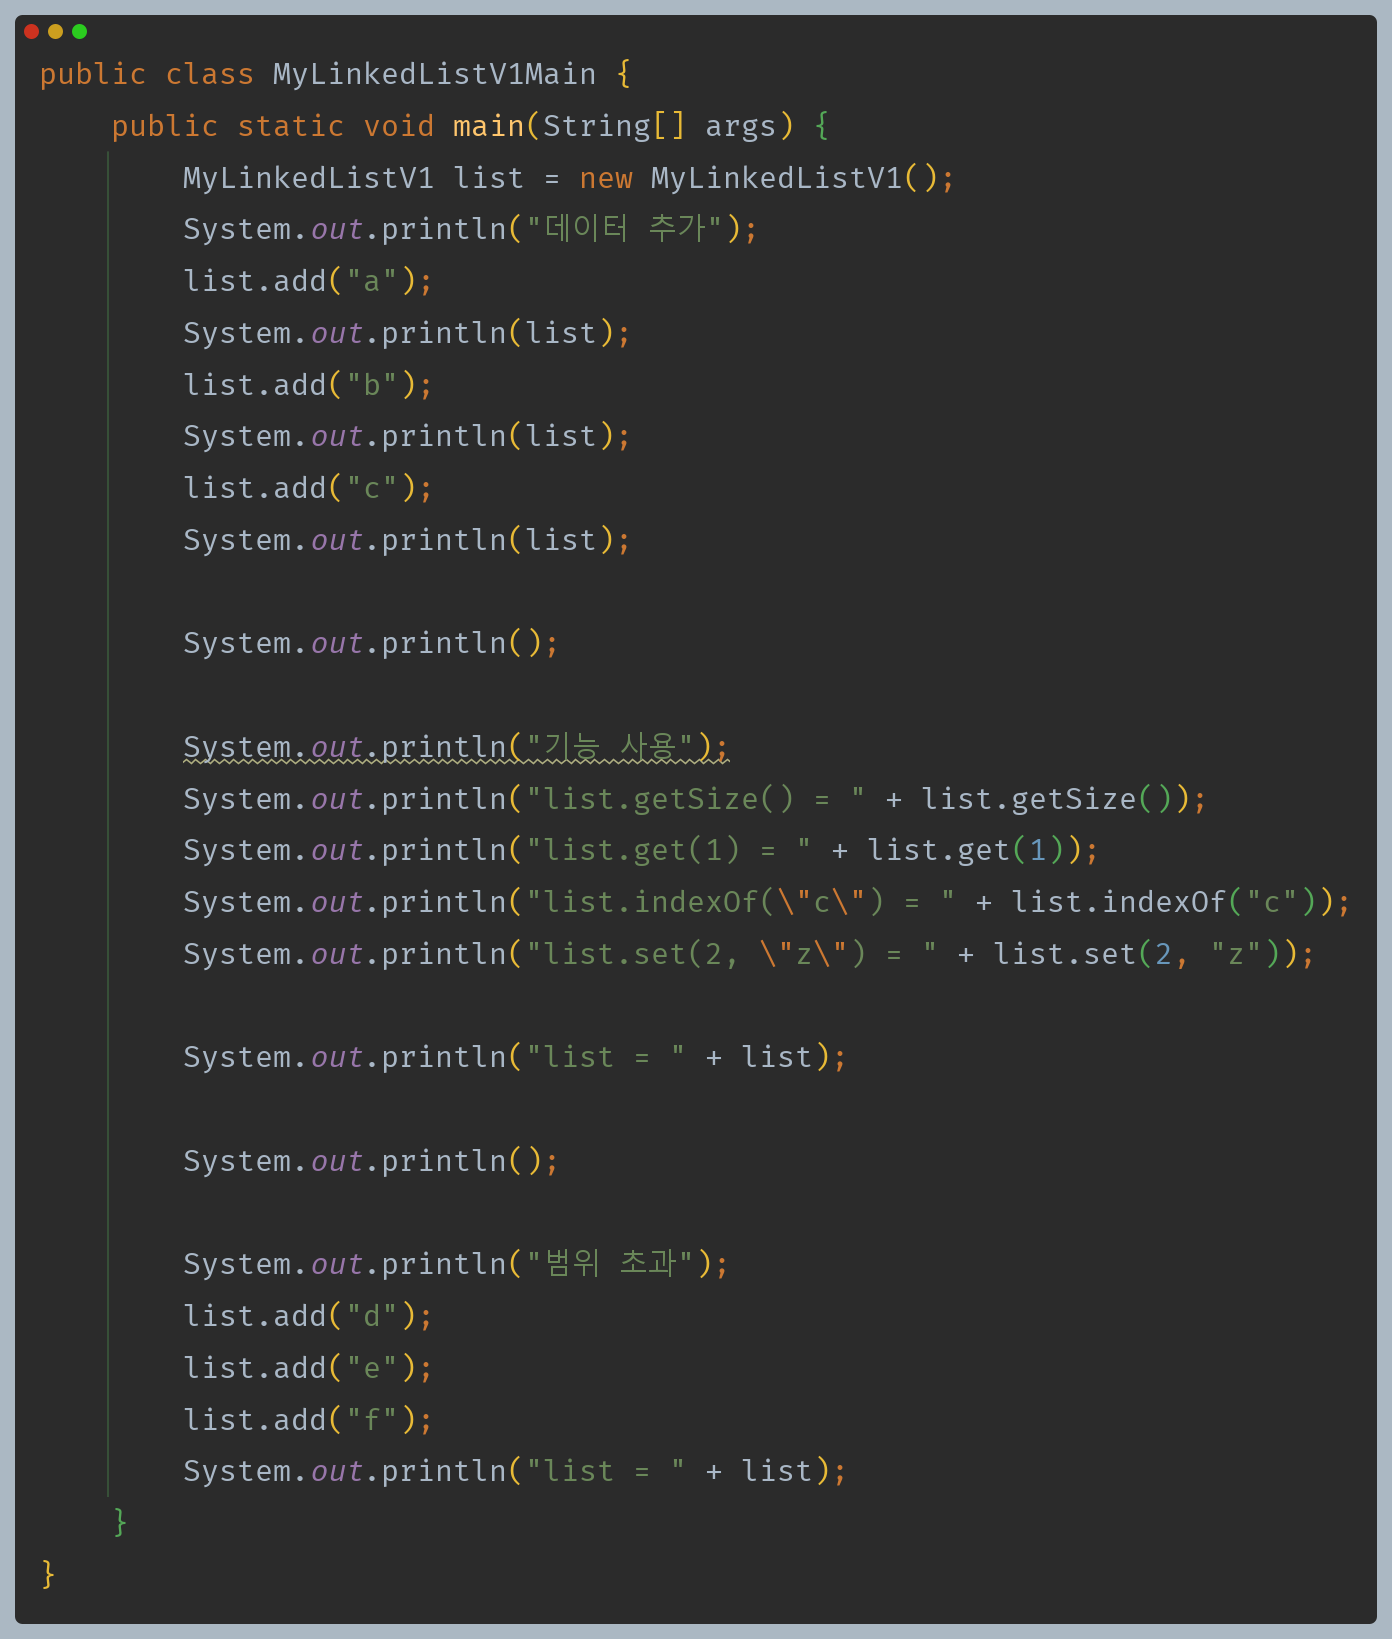 public class MyLinkedListV1Main {
    public static void main(String[] args) {
        MyLinkedListV1 list = new MyLinkedListV1();
        System.out.println("데이터 추가");
        list.add("a");
        System.out.println(list);
        list.add("b");
        System.out.println(list);
        list.add("c");
        System.out.println(list);

        System.out.println();

        System.out.println("기능 사용");
        System.out.println("list.getSize() = " + list.getSize());
        System.out.println("list.get(1) = " + list.get(1));
        System.out.println("list.indexOf(\"c\") = " + list.indexOf("c"));
        System.out.println("list.set(2, \"z\") = " + list.set(2, "z"));

        System.out.println("list = " + list);

        System.out.println();

        System.out.println("범위 초과");
        list.add("d");
        list.add("e");
        list.add("f");
        System.out.println("list = " + list);
    }
}